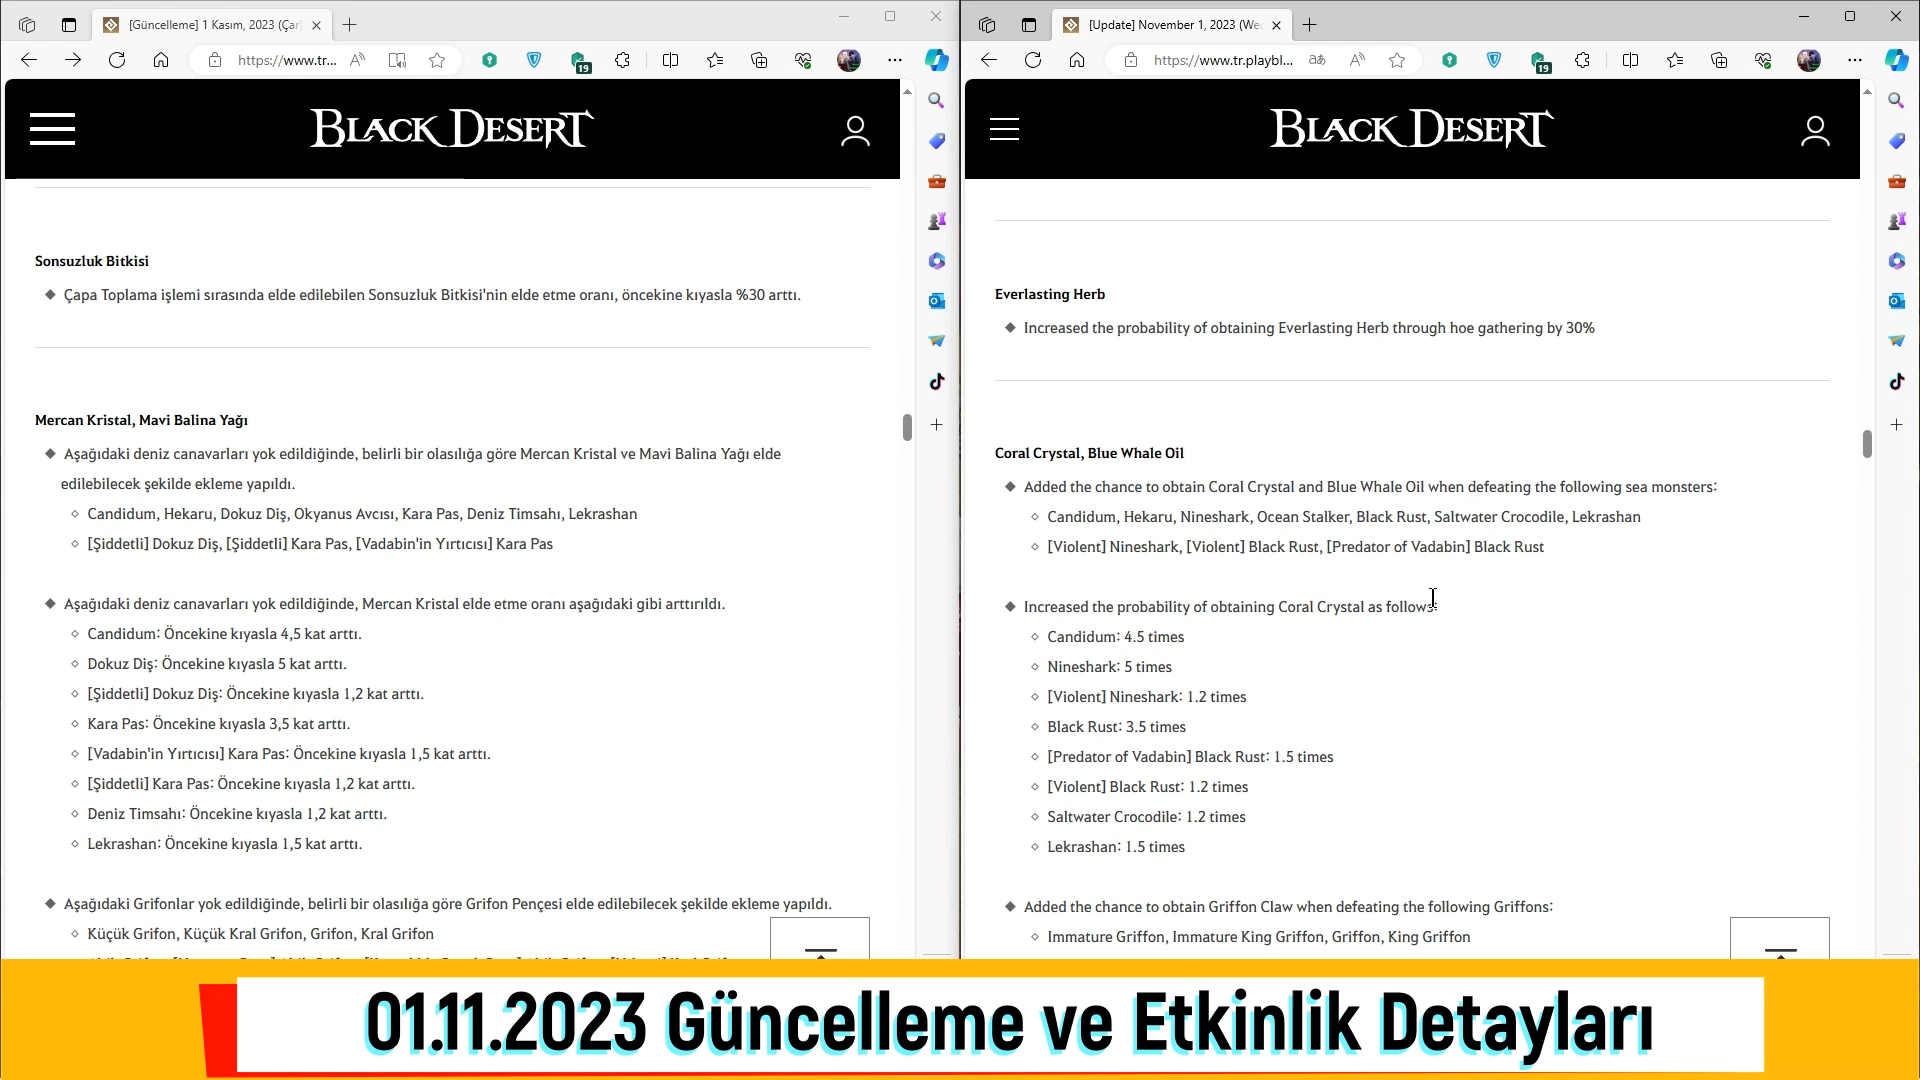 [Güncelleme] 1 Kasım, 2023 (Çar
https://www.tr...
19
BLACK DESERT
Sonsuzluk Bitkisi
Çapa Toplama işlemi sırasında elde edilebilen Sonsuzluk Bitkisi'nin elde etme oranı, öncekine kıyasla %30 arttı.
Mercan Kristal, Mavi Balina Yağı
Aşağıdaki deniz canavarları yok edildiğinde, belirli bir olasılığa göre Mercan Kristal ve Mavi Balina Yağı elde
edilebilecek şekilde ekleme yapıldı.
Candidum, Hekaru, Dokuz Diş, Okyanus Avcısı, Kara Pas, Deniz Timsahı, Lekrashan
[Şiddetli] Dokuz Diş, [Şiddetli] Kara Pas, [Vadabin'in Yırtıcısı] Kara Pas
Aşağıdaki deniz canavarları yok edildiğinde, Mercan Kristal elde etme oranı aşağıdaki gibi arttırıldı.
Candidum: Öncekine kıyasla 4,5 kat arttı.
Dokuz Diş: Öncekine kıyasla 5 kat arttı.
[Şiddetli] Dokuz Diş: Öncekine kıyasla 1,2 kat arttı.
Kara Pas: Öncekine kıyasla 3,5 kat arttı.
[Vadabin'in Yırtıcısı] Kara Pas: Öncekine kıyasla 1,5 kat arttı.
[Şiddetli] Kara Pas: Öncekine kıyasla 1,2 kat arttı.
Deniz Timsahı: Öncekine kıyasla 1,2 kat arttı.
Lekrashan: Öncekine kıyasla 1,5 kat arttı.
Aşağıdaki Grifonlar yok edildiğinde, belirli bir olasılığa göre Grifon Pençesi elde edilebilecek şekilde ekleme yapıldı.
Küçük Grifon, Küçük Kral Grifon, Grifon, Kral Grifon
[Update] November 1, 2023 (We
https://www.tr.playbl...
19
BLACK DESERT
Everlasting Herb
Increased the probability of obtaining Everlasting Herb through hoe gathering by 30%
Coral Crystal, Blue Whale Oil
Added the chance to obtain Coral Crystal and Blue Whale Oil when defeating the following sea monsters:
Candidum, Hekaru, Nineshark, Ocean Stalker, Black Rust, Saltwater Crocodile, Lekrashan
[Violent] Nineshark, [Violent] Black Rust, [Predator of Vadabin] Black Rust
Increased the probability of obtaining Coral Crystal as follows:
Candidum: 4.5 times
Nineshark: 5 times
[Violent] Nineshark: 1.2 times
Black Rust: 3.5 times
[Predator of Vadabin] Black Rust: 1.5 times
[Violent] Black Rust: 1.2 times
Saltwater Crocodile: 1.2 times
Lekrashan: 1.5 times
Added the chance to obtain Griffon Claw when defeating the following Griffons:
Immature Griffon, Immature King Griffon, Griffon, King Griffon
01.11.2023 Güncelleme ve Etkinlik Detayları